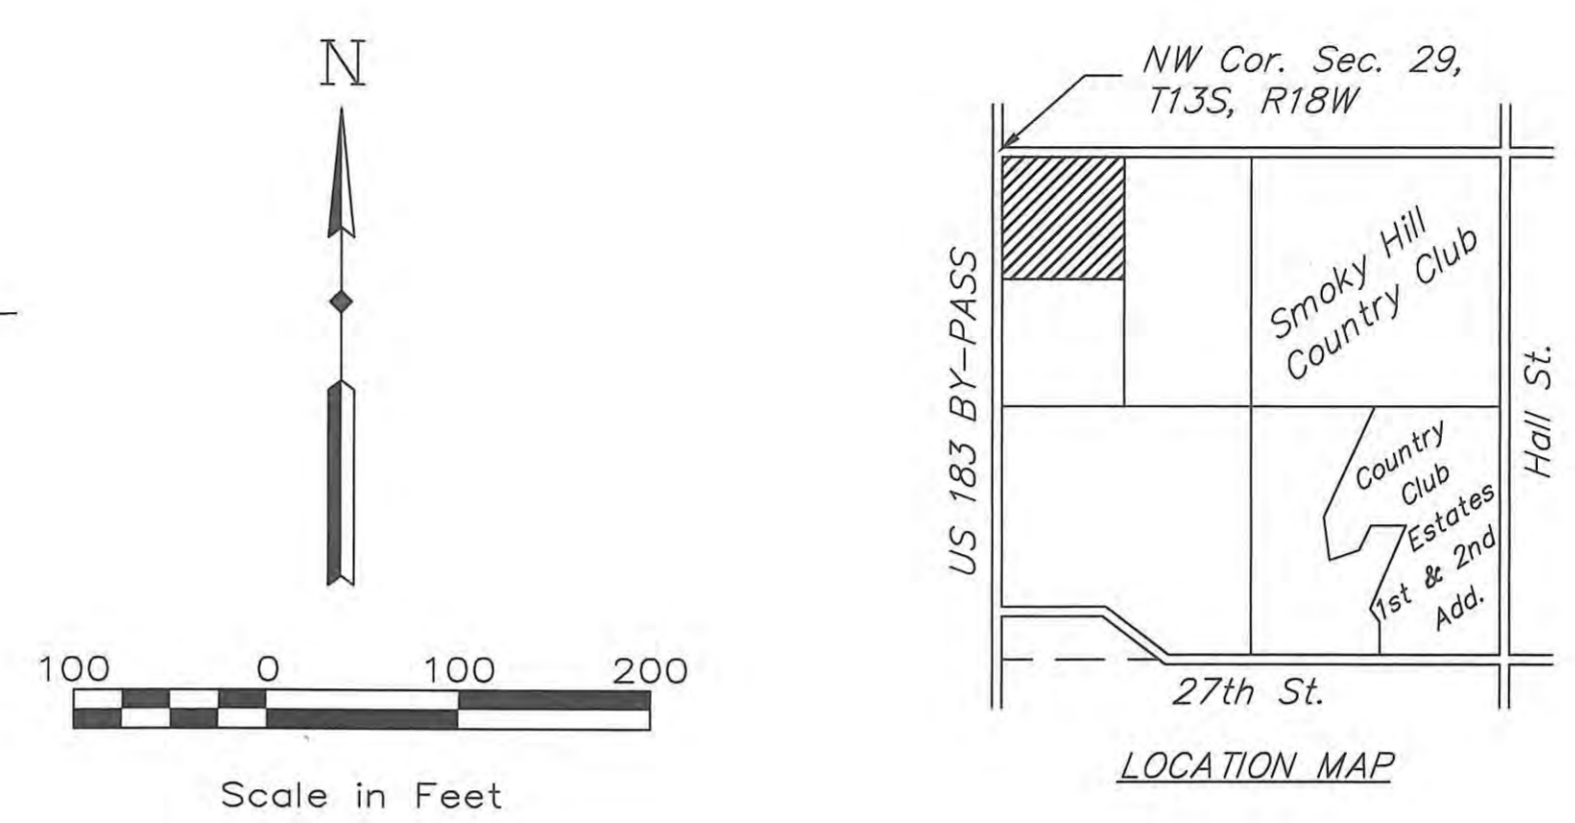 N
100 0 100 200
Scale in Feet
NW Cor. Sec. 29,
T13S, R18W
US 183 BY-PASS
Smoky Hill
Country Club
Hall St.
Country
Club
Estates
1st & 2nd
Add.
27th St.
LOCATION MAP